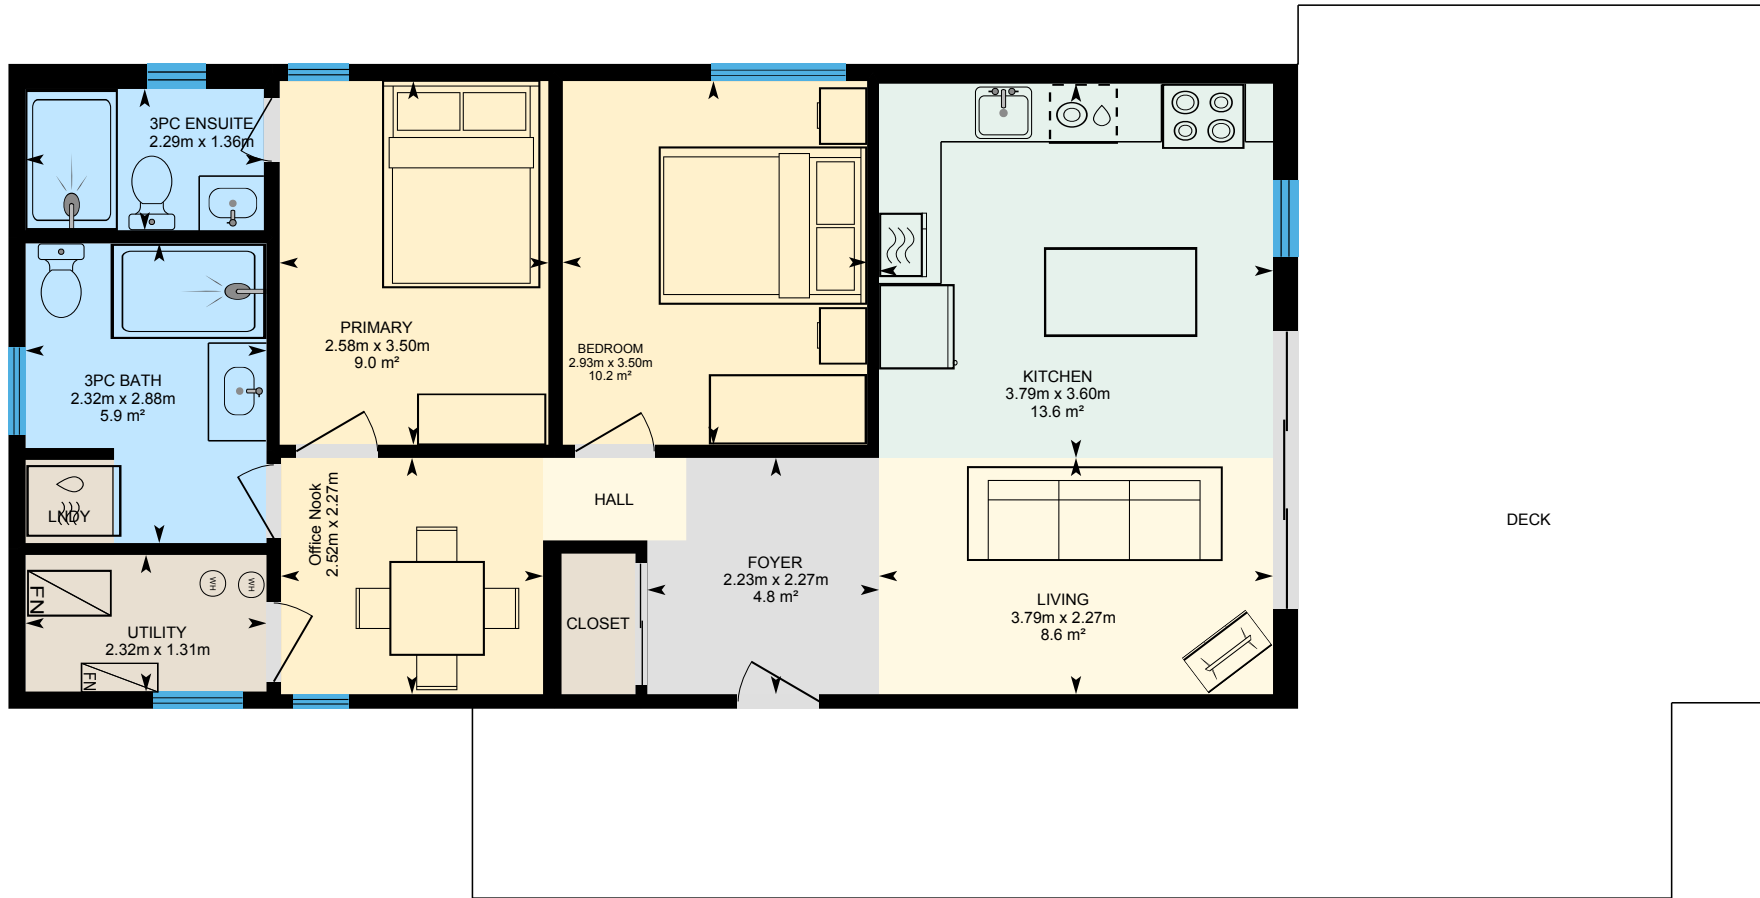 3PC ENSUITE
2.29m x 1.36m
PRIMARY
2.58m x 3.50m
9.0 m²
BEDROOM
2.93m x 3.50m
10.2 m²
KITCHEN
3.79m x 3.60m
13.6 m²
3PC BATH
2.32m x 2.88m
5.9 m²
LNDY
Office Nook
2.52m x 2.27m
HALL
DECK
FOYER
2.23m x 2.27m
4.8 m²
LIVING
3.79m x 2.27m
8.6 m²
CLOSET
FN
WH
WH
UTILITY
2.32m x 1.31m
FN